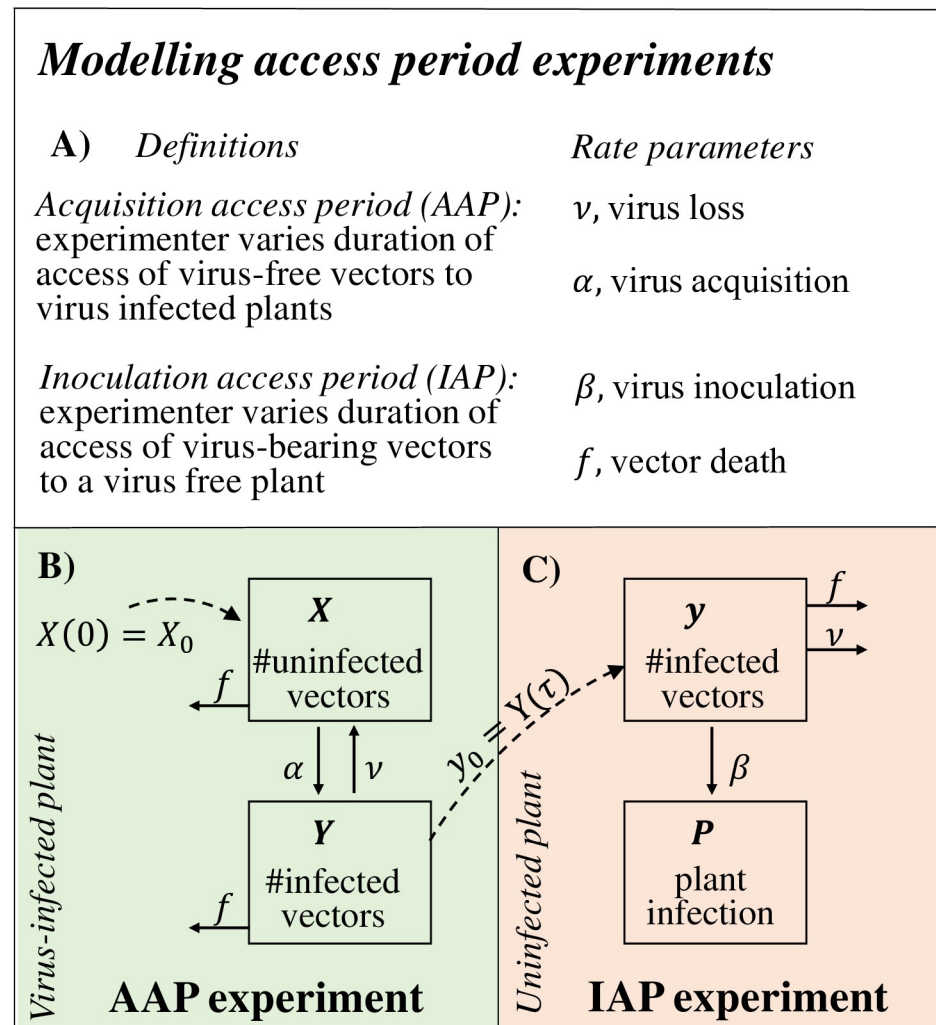 Modelling access period experiments
A) Definitions
Rate parameters
Acquisition access period (AAP):
experimenter varies duration of
access of virus-free vectors to
virus infected plants
ν, virus loss
α, virus acquisition
Inoculation access period (IAP):
experimenter varies duration of
access of virus-bearing vectors
to a virus free plant
β, virus inoculation
f, vector death
B)
X(0) = X₀
X
#uninfected
vectors
f
α
ν
Y
#infected
vectors
f
Virus-infected plant
AAP experiment
y₀ = Y(τ)
C)
y
#infected
vectors
f
ν
β
P
plant
infection
Uninfected plant
IAP experiment